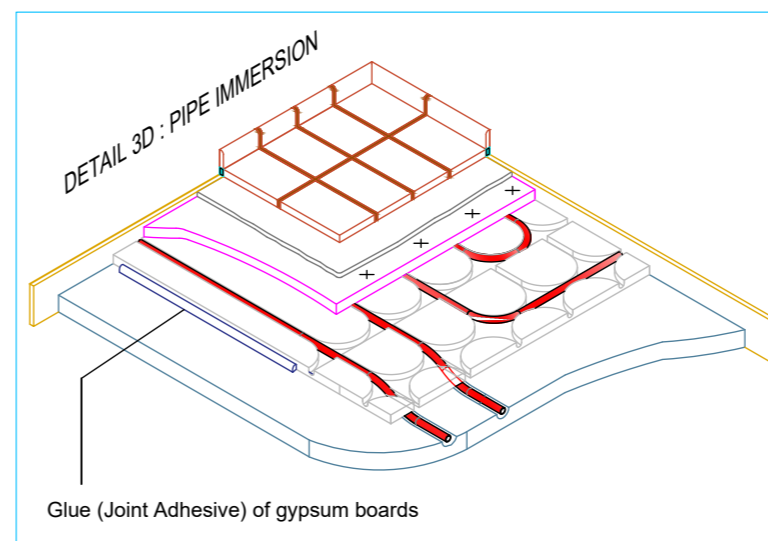 DETAIL 3D : PIPE IMMERSION
Glue (Joint Adhesive) of gypsum boards